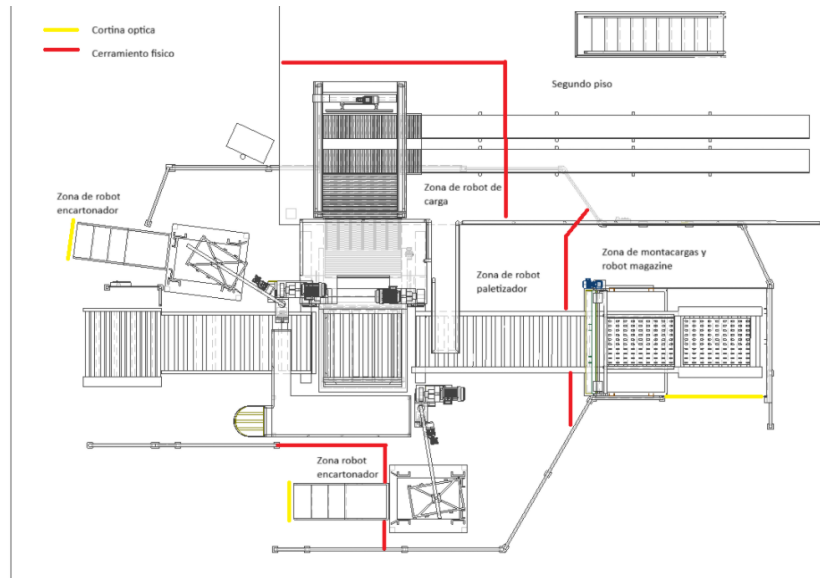 Cortina optica
Cerramiento fisico
Segundo piso
Zona de robot de
carga
Zona de robot
encartonador
Zona de robot
paletizador
Zona de montacargas y
robot magazine
Zona robot
encartonador